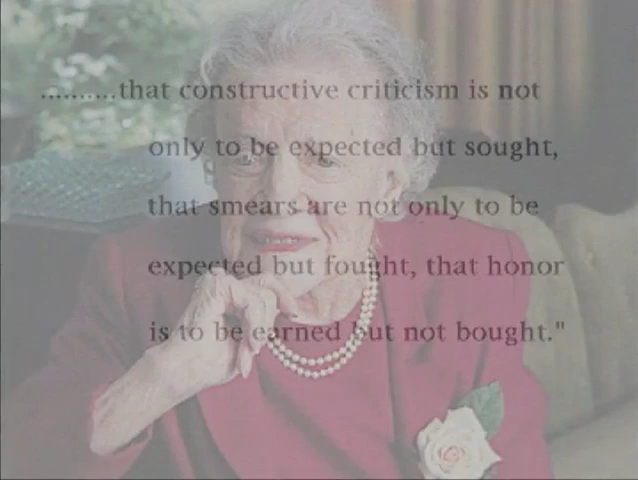 ..........that constructive criticism is not
only to be expected but sought,
that smears are not only to be
expected but fought, that honor
is to be earned but not bought."